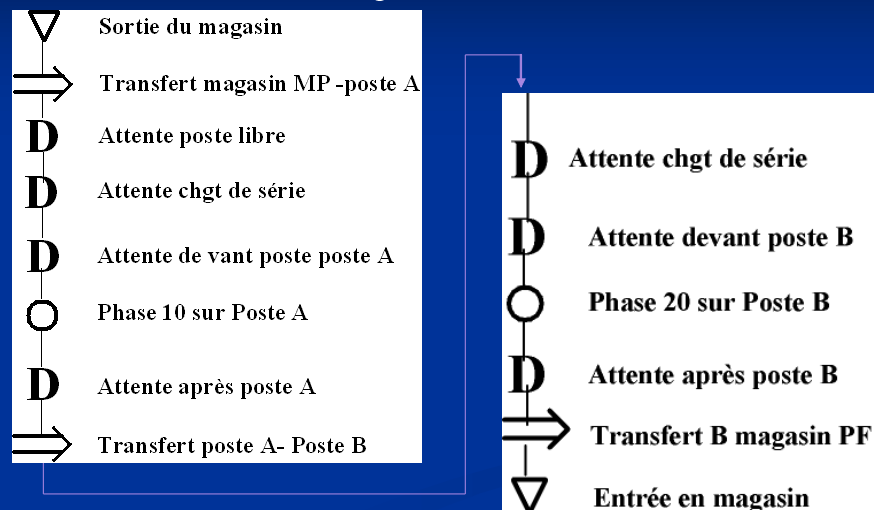 Sortie du magasin
Transfert magasin MP -poste A
D Attente poste libre
D Attente chgt de série
D Attente de vant poste poste A
Phase 10 sur Poste A
D Attente après poste A
Transfert poste A- Poste B
D Attente chgt de série
D Attente devant poste B
Phase 20 sur Poste B
D Attente après poste B
Transfert B magasin PF
Entrée en magasin